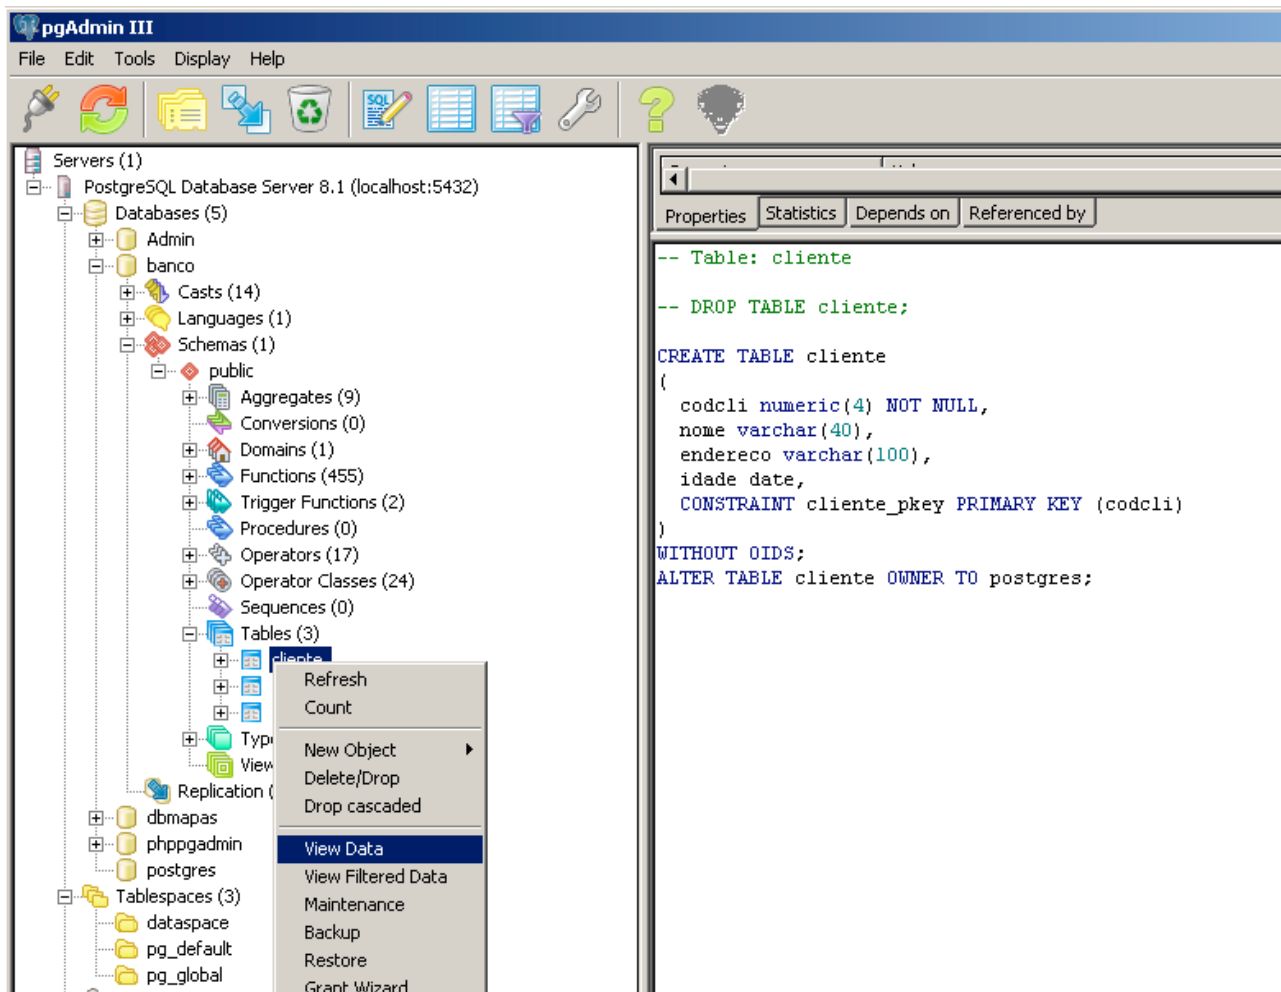 pgAdmin III
File Edit Tools Display Help
SQL
Servers (1)
PostgreSQL Database Server 8.1 (localhost:5432)
Databases (5)
Admin
banco
Casts (14)
Languages (1)
Schemas (1)
public
Aggregates (9)
Conversions (0)
Domains (1)
Functions (455)
Trigger Functions (2)
Procedures (0)
Operators (17)
Operator Classes (24)
Sequences (0)
Tables (3)
cliente
Replication (
dbmapas
phppgadmin
postgres
Tablespaces (3)
dataspace
pg_default
pg_global
Refresh
Count
New Object
Delete/Drop
Drop cascaded
View Data
View Filtered Data
Maintenance
Backup
Restore
Grant Wizard
Properties Statistics Depends on Referenced by
-- Table: cliente
-- DROP TABLE cliente;
CREATE TABLE cliente
(
codcli numeric(4) NOT NULL,
nome varchar(40),
endereco varchar(100),
idade date,
CONSTRAINT cliente_pkey PRIMARY KEY (codcli)
)
WITHOUT OIDS;
ALTER TABLE cliente OWNER TO postgres;